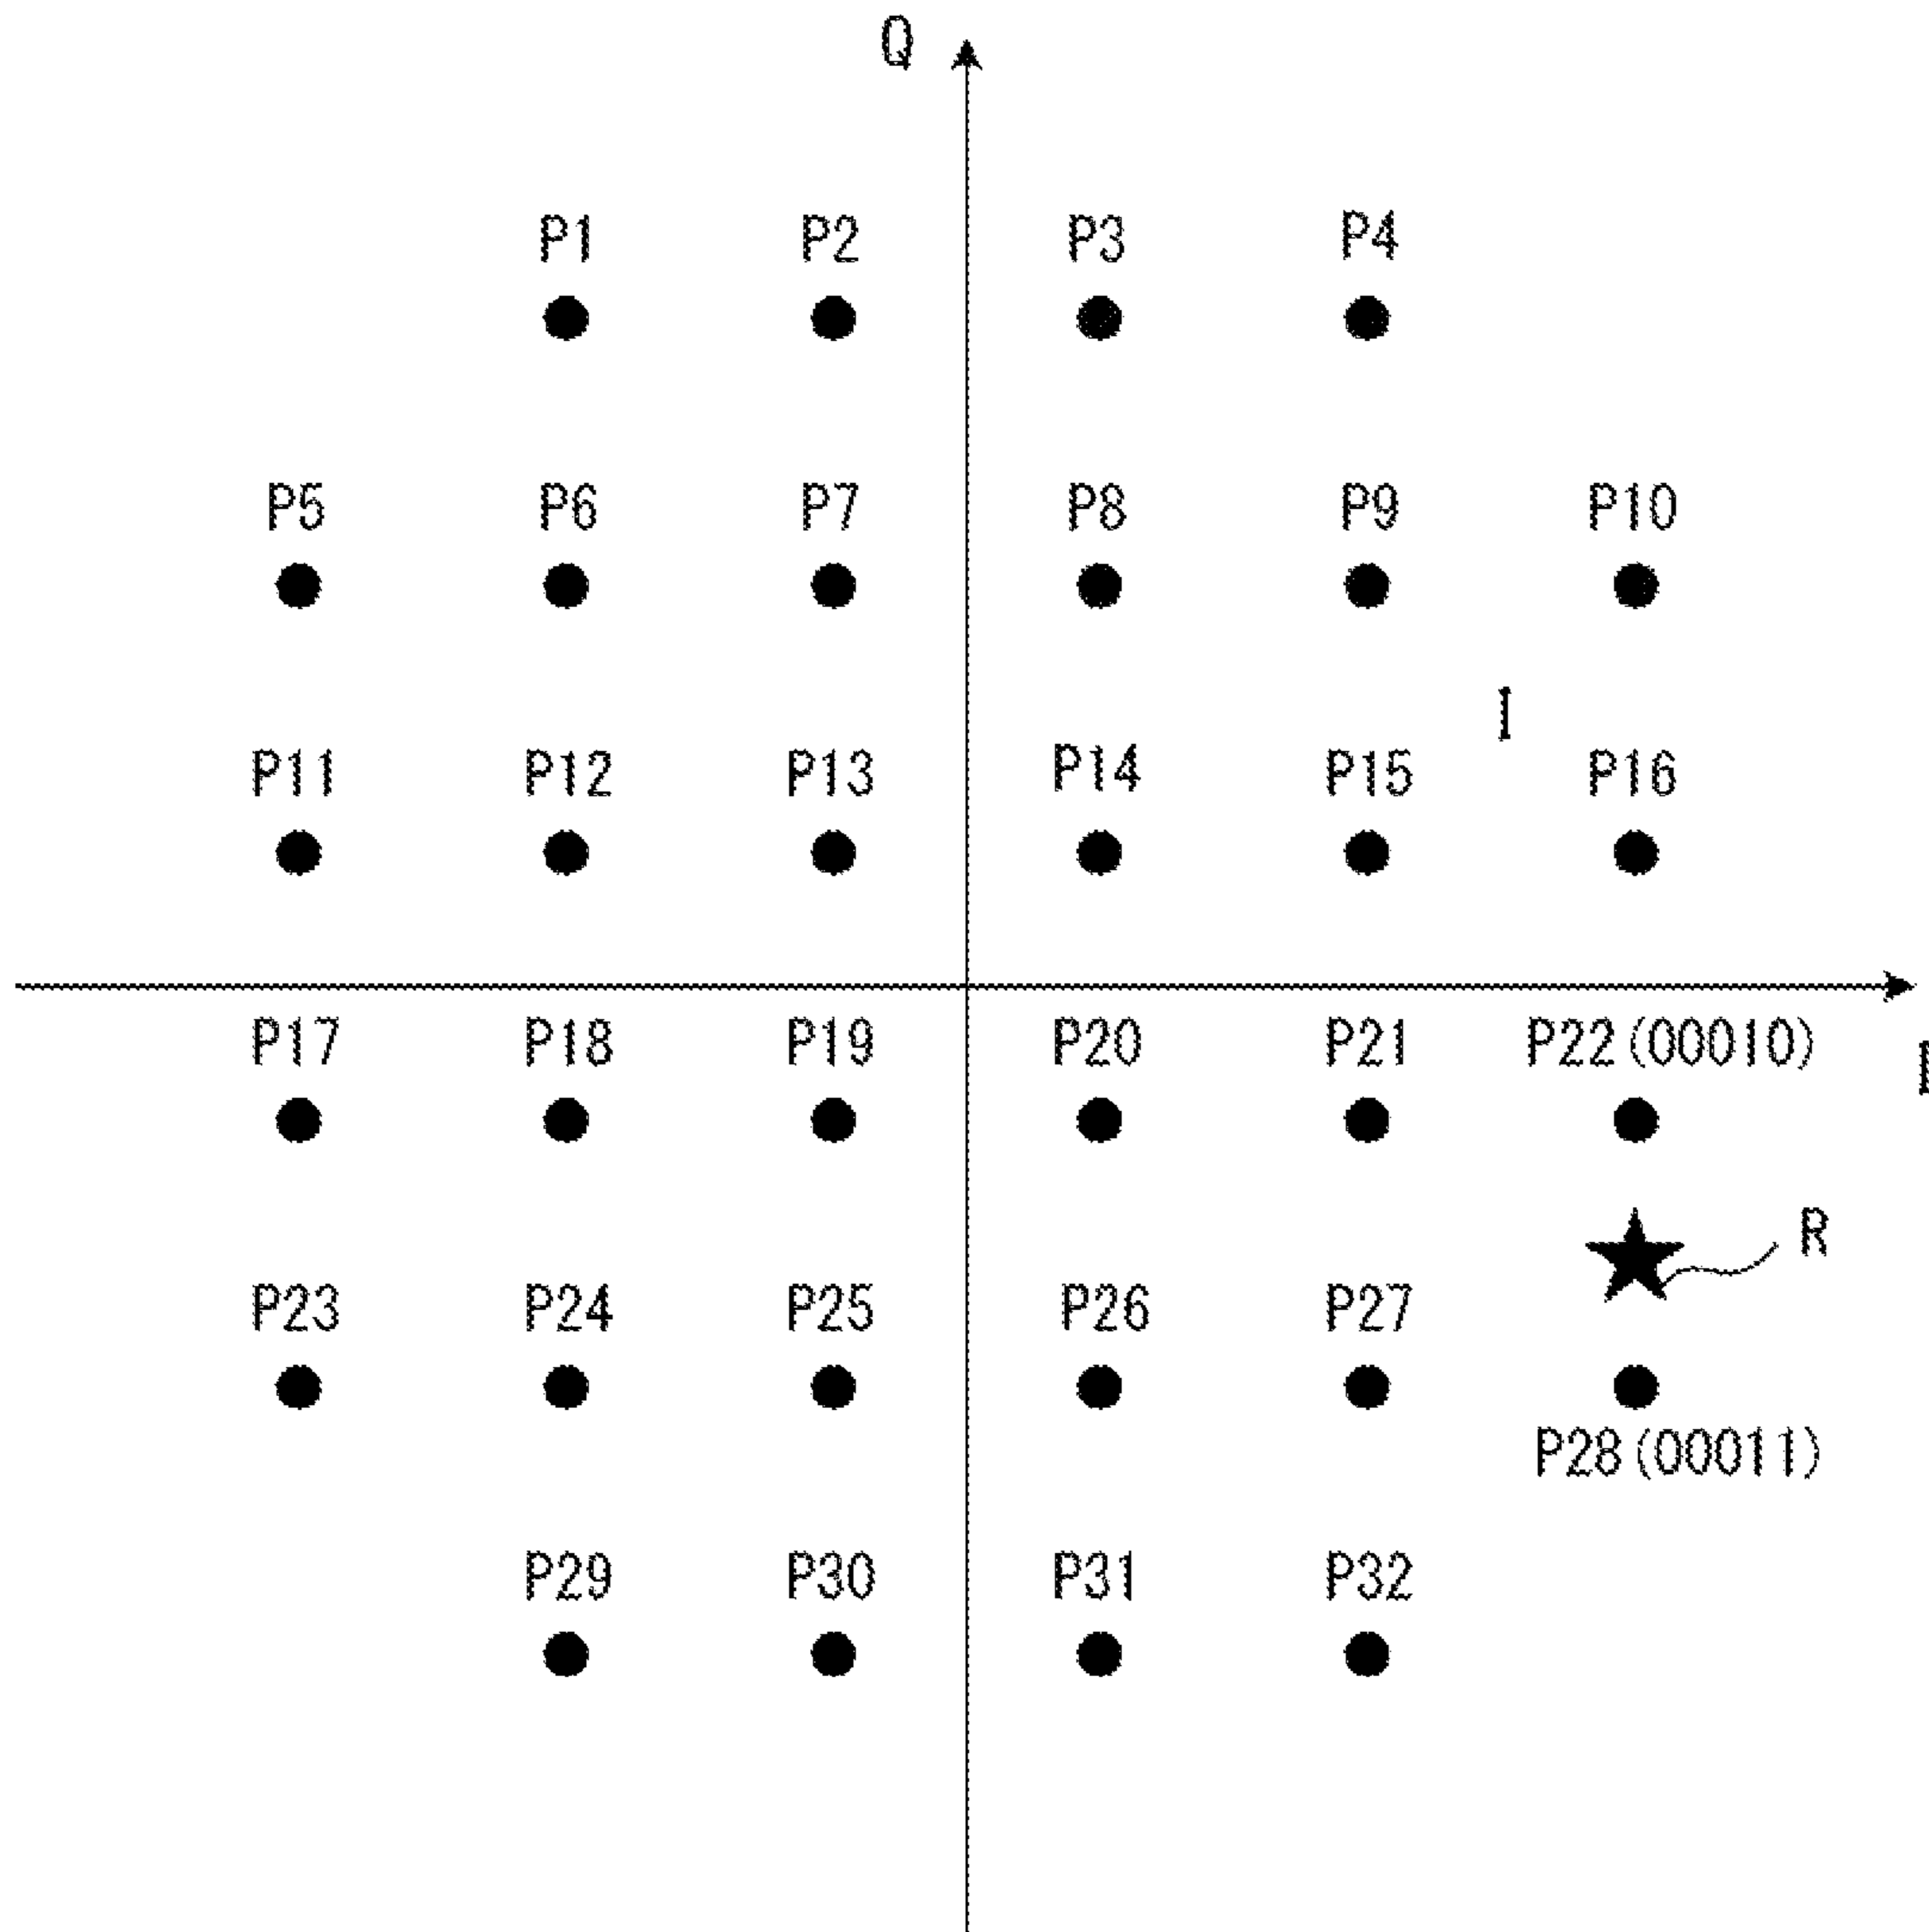 Q
P1 P2 P3 P4
P5 P6 P7 P8 P9 P10
I
P11 P12 P13 P14 P15 P16
P17 P18 P19 P20 P21 P22(00010)
R
P23 P24 P25 P26 P27
P28(00011)
P29 P30 P31 P32